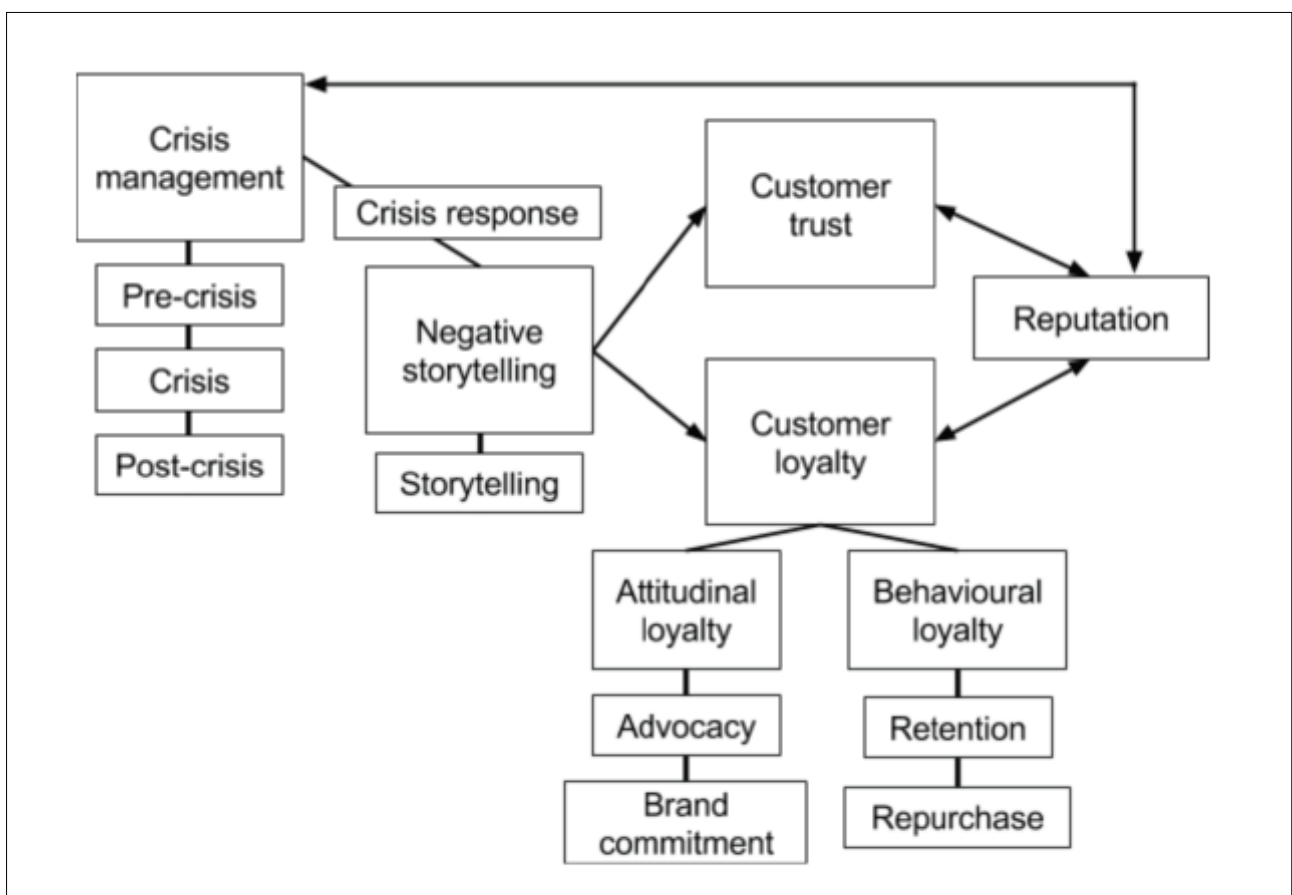 Crisis
management
Crisis response
Pre-crisis
Crisis
Post-crisis
Negative
storytelling
Storytelling
Customer
trust
Reputation
Customer
loyalty
Attitudinal
loyalty
Advocacy
Brand
commitment
Behavioural
loyalty
Retention
Repurchase